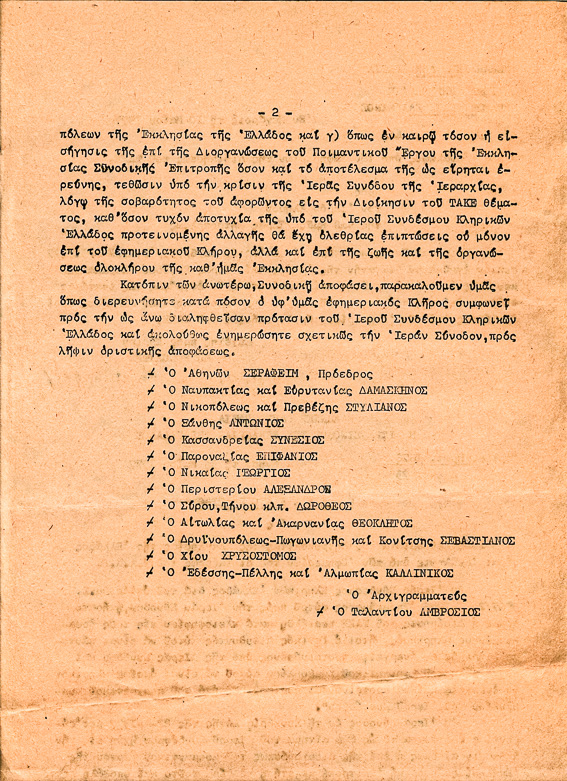 - 2 -
πόλεων τῆς Ἐκκλησίας τῆς Ἑλλάδος καί γ) ὅπως ἐν καιρῷ τόσον ἡ εἰ-
σήγησις τῆς ἐπί τῆς Διοργανώσεως τοῦ Ποιμαντικοῦ Ἔργου τῆς Ἐκκλη-
σίας Συνοδικῆς Ἐπιτροπῆς ὅσον καί τό ἀποτέλεσμα τῆς ὡς εἴρηται ἐ-
ρεύνης, τεθῶσιν ὑπό τήν κρίσιν τῆς Ἱερᾶς Συνόδου τῆς Ἱεραρχίας,
λόγῳ τῆς σοβαρότητος τοῦ ἀφορῶντος εἰς τήν Διοίκησιν τοῦ ΤΑΚΕ θέμα-
τος, καθ' ὅσον τυχόν ἀποτυχία τῆς ὑπό τοῦ Ἱεροῦ Συνδέσμου Κληρικῶν
Ἑλλάδος προτεινομένης ἀλλαγῆς θά ἔχῃ ὀλεθρίας ἐπιπτώσεις οὐ μόνον
ἐπί τοῦ ἐφημεριακοῦ Κλήρου, ἀλλά καί ἐπί τῆς ζωῆς καί τῆς ὀργανώ-
σεως ὁλοκλήρου τῆς καθ' ἡμᾶς Ἐκκλησίας.
Κατόπιν τῶν ἀνωτέρω, Συνοδικῇ ἀποφάσει, παρακαλοῦμεν ὑμᾶς
ὅπως διερευνήσητε κατά πόσον ὁ ὑφ' ὑμᾶς ἐφημεριακός Κλῆρος συμφωνεῖ
πρός τήν ὡς ἄνω διαληφθεῖσαν πρότασιν τοῦ Ἱεροῦ Συνδέσμου Κληρικῶν
Ἑλλάδος καί ἀκολούθως ἐνημερώσητε σχετικῶς τήν Ἱεράν Σύνοδον, πρός
λῆψιν ὁριστικῆς ἀποφάσεως.
Ὁ Ἀθηνῶν ΣΕΡΑΦΕΙΜ, Πρόεδρος
Ὁ Ναυπακτίας καί Εὐρυτανίας ΔΑΜΑΣΚΗΝΟΣ
Ὁ Νικοπόλεως καί Πρεβέζης ΣΤΥΛΙΑΝΟΣ
Ὁ Ξάνθης ΑΝΤΩΝΙΟΣ
Ὁ Κασσανδρείας ΣΥΝΕΣΙΟΣ
Ὁ Παροναξίας ΕΠΙΦΑΝΙΟΣ
Ὁ Νικαίας ΓΕΩΡΓΙΟΣ
Ὁ Περιστερίου ΑΛΕΞΑΝΔΡΟΣ
Ὁ Σύρου, Τήνου κλπ. ΔΩΡΟΘΕΟΣ
Ὁ Αἰτωλίας καί Ἀκαρνανίας ΘΕΟΚΛΗΤΟΣ
Ὁ Δρυϊνουπόλεως-Πωγωνιανῆς καί Κονίτσης ΣΕΒΑΣΤΙΑΝΟΣ
Ὁ Χίου ΧΡΥΣΟΣΤΟΜΟΣ
Ὁ Ἐδέσσης-Πέλλης καί Ἀλμωπίας ΚΑΛΛΙΝΙΚΟΣ
Ὁ Ἀρχιγραμματεύς
Ὁ Ταλαντίου ΑΜΒΡΟΣΙΟΣ